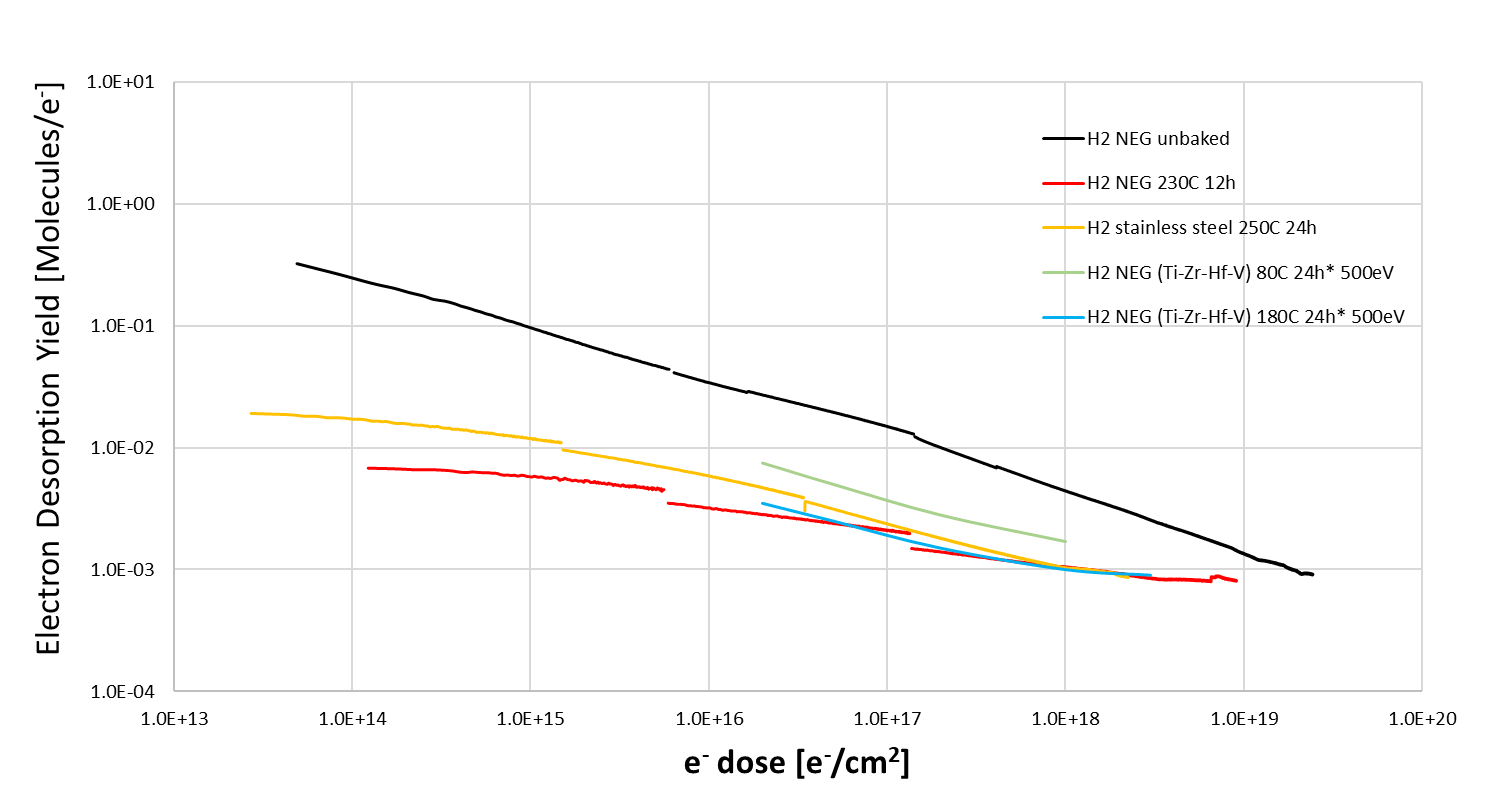 Electron Desorption Yield [Molecules/e⁻]
1.0E+01
1.0E+00
1.0E-01
1.0E-02
1.0E-03
1.0E-04
H2 NEG unbaked
H2 NEG 230C 12h
H2 stainless steel 250C 24h
H2 NEG (Ti-Zr-Hf-V) 80C 24h* 500eV
H2 NEG (Ti-Zr-Hf-V) 180C 24h* 500eV
1.0E+13 1.0E+14 1.0E+15 1.0E+16 1.0E+17 1.0E+18 1.0E+19 1.0E+20
e⁻ dose [e⁻/cm²]